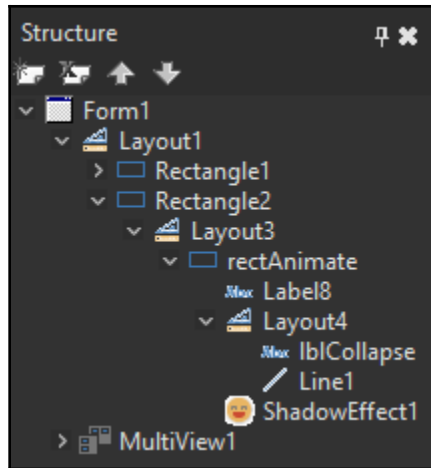 Structure
Form1
Layout1
Rectangle1
Rectangle2
Layout3
rectAnimate
Label8
Layout4
lblCollapse
Line1
ShadowEffect1
MultiView1